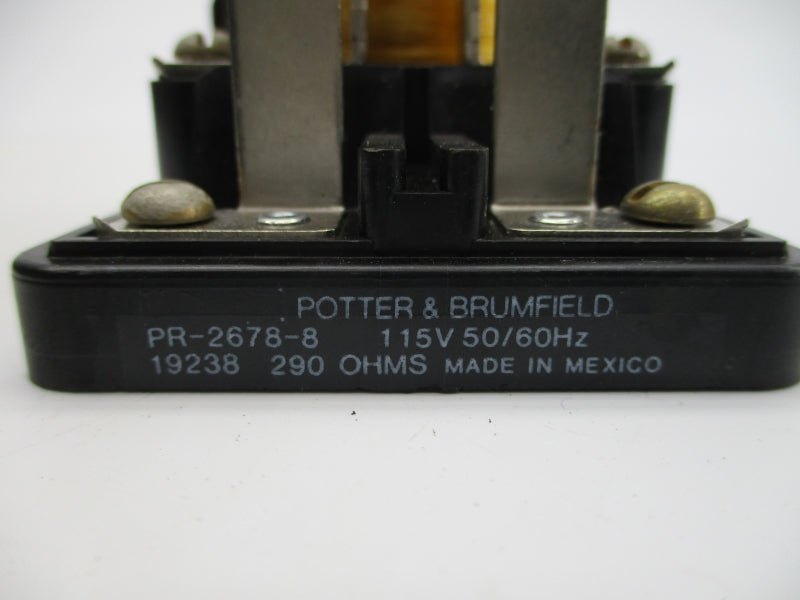 POTTER & BRUMFIELD
PR-2678-8 115V 50/60Hz
19238 290 OHMS MADE IN MEXICO